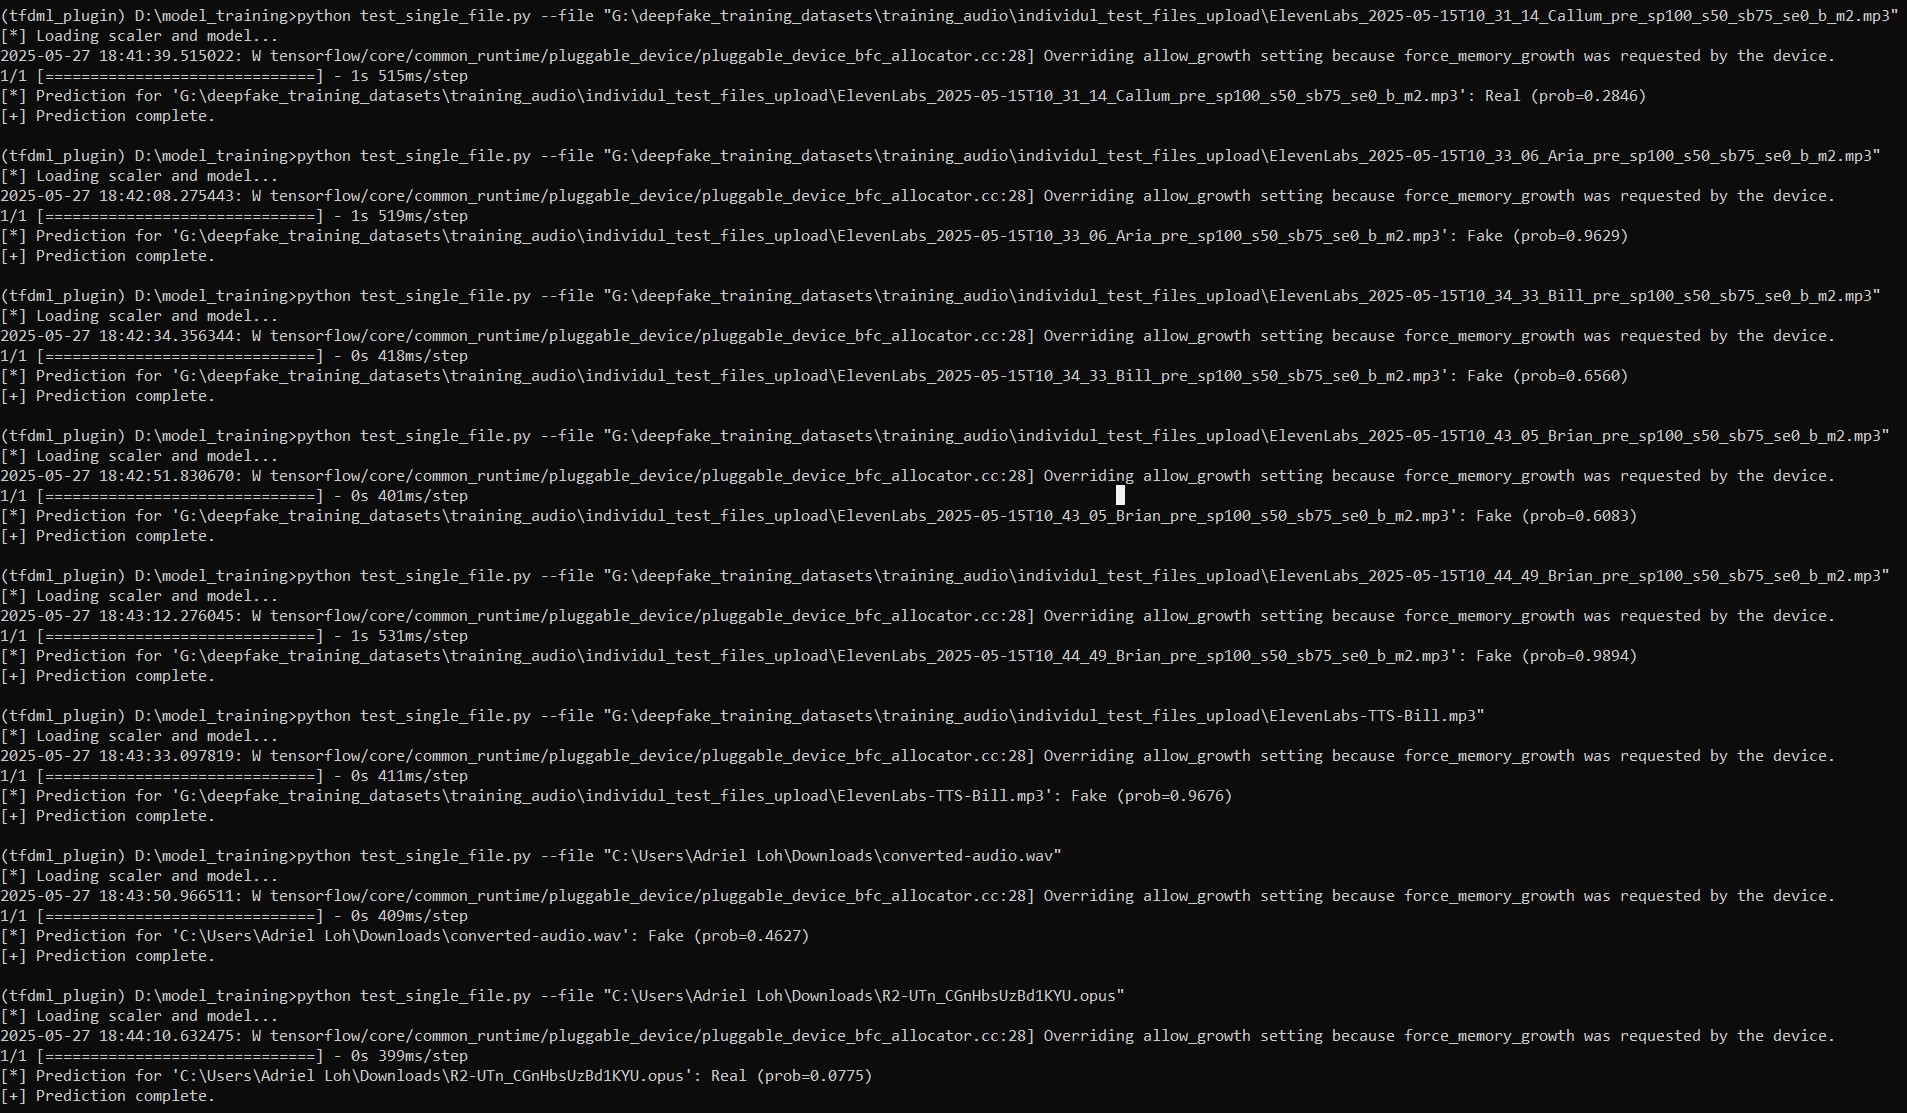 (tfdml_plugin) D:\model_training>python test_single_file.py --file "G:\deepfake_training_datasets\training_audio\individul_test_files_upload\ElevenLabs_2025-05-15T10_31_14_Callum_pre_sp100_s50_sb75_se0_b_m2.mp3"
[*] Loading scaler and model...
2025-05-27 18:41:39.515022: W tensorflow/core/common_runtime/pluggable_device/pluggable_device_bfc_allocator.cc:28] Overriding allow_growth setting because force_memory_growth was requested by the device.
1/1 [==============================] - 1s 515ms/step
[*] Prediction for 'G:\deepfake_training_datasets\training_audio\individul_test_files_upload\ElevenLabs_2025-05-15T10_31_14_Callum_pre_sp100_s50_sb75_se0_b_m2.mp3': Real (prob=0.2846)
[+] Prediction complete.
(tfdml_plugin) D:\model_training>python test_single_file.py --file "G:\deepfake_training_datasets\training_audio\individul_test_files_upload\ElevenLabs_2025-05-15T10_33_06_Aria_pre_sp100_s50_sb75_se0_b_m2.mp3"
[*] Loading scaler and model...
2025-05-27 18:42:08.275443: W tensorflow/core/common_runtime/pluggable_device/pluggable_device_bfc_allocator.cc:28] Overriding allow_growth setting because force_memory_growth was requested by the device.
1/1 [==============================] - 1s 519ms/step
[*] Prediction for 'G:\deepfake_training_datasets\training_audio\individul_test_files_upload\ElevenLabs_2025-05-15T10_33_06_Aria_pre_sp100_s50_sb75_se0_b_m2.mp3': Fake (prob=0.9629)
[+] Prediction complete.
(tfdml_plugin) D:\model_training>python test_single_file.py --file "G:\deepfake_training_datasets\training_audio\individul_test_files_upload\ElevenLabs_2025-05-15T10_34_33_Bill_pre_sp100_s50_sb75_se0_b_m2.mp3"
[*] Loading scaler and model...
2025-05-27 18:42:34.356344: W tensorflow/core/common_runtime/pluggable_device/pluggable_device_bfc_allocator.cc:28] Overriding allow_growth setting because force_memory_growth was requested by the device.
1/1 [==============================] - 0s 418ms/step
[*] Prediction for 'G:\deepfake_training_datasets\training_audio\individul_test_files_upload\ElevenLabs_2025-05-15T10_34_33_Bill_pre_sp100_s50_sb75_se0_b_m2.mp3': Fake (prob=0.6560)
[+] Prediction complete.
(tfdml_plugin) D:\model_training>python test_single_file.py --file "G:\deepfake_training_datasets\training_audio\individul_test_files_upload\ElevenLabs_2025-05-15T10_43_05_Brian_pre_sp100_s50_sb75_se0_b_m2.mp3"
[*] Loading scaler and model...
2025-05-27 18:42:51.830670: W tensorflow/core/common_runtime/pluggable_device/pluggable_device_bfc_allocator.cc:28] Overriding allow_growth setting because force_memory_growth was requested by the device.
1/1 [==============================] - 0s 401ms/step
[*] Prediction for 'G:\deepfake_training_datasets\training_audio\individul_test_files_upload\ElevenLabs_2025-05-15T10_43_05_Brian_pre_sp100_s50_sb75_se0_b_m2.mp3': Fake (prob=0.6083)
[+] Prediction complete.
(tfdml_plugin) D:\model_training>python test_single_file.py --file "G:\deepfake_training_datasets\training_audio\individul_test_files_upload\ElevenLabs_2025-05-15T10_44_49_Brian_pre_sp100_s50_sb75_se0_b_m2.mp3"
[*] Loading scaler and model...
2025-05-27 18:43:12.276045: W tensorflow/core/common_runtime/pluggable_device/pluggable_device_bfc_allocator.cc:28] Overriding allow_growth setting because force_memory_growth was requested by the device.
1/1 [==============================] - 1s 531ms/step
[*] Prediction for 'G:\deepfake_training_datasets\training_audio\individul_test_files_upload\ElevenLabs_2025-05-15T10_44_49_Brian_pre_sp100_s50_sb75_se0_b_m2.mp3': Fake (prob=0.9894)
[+] Prediction complete.
(tfdml_plugin) D:\model_training>python test_single_file.py --file "G:\deepfake_training_datasets\training_audio\individul_test_files_upload\ElevenLabs-TTS-Bill.mp3"
[*] Loading scaler and model...
2025-05-27 18:43:33.097819: W tensorflow/core/common_runtime/pluggable_device/pluggable_device_bfc_allocator.cc:28] Overriding allow_growth setting because force_memory_growth was requested by the device.
1/1 [==============================] - 0s 411ms/step
[*] Prediction for 'G:\deepfake_training_datasets\training_audio\individul_test_files_upload\ElevenLabs-TTS-Bill.mp3': Fake (prob=0.9676)
[+] Prediction complete.
(tfdml_plugin) D:\model_training>python test_single_file.py --file "C:\Users\Adriel Loh\Downloads\converted-audio.wav"
[*] Loading scaler and model...
2025-05-27 18:43:50.966511: W tensorflow/core/common_runtime/pluggable_device/pluggable_device_bfc_allocator.cc:28] Overriding allow_growth setting because force_memory_growth was requested by the device.
1/1 [==============================] - 0s 409ms/step
[*] Prediction for 'C:\Users\Adriel Loh\Downloads\converted-audio.wav': Fake (prob=0.4627)
[+] Prediction complete.
(tfdml_plugin) D:\model_training>python test_single_file.py --file "C:\Users\Adriel Loh\Downloads\R2-UTn_CGnHbsUzBd1KYU.opus"
[*] Loading scaler and model...
2025-05-27 18:44:10.632475: W tensorflow/core/common_runtime/pluggable_device/pluggable_device_bfc_allocator.cc:28] Overriding allow_growth setting because force_memory_growth was requested by the device.
1/1 [==============================] - 0s 399ms/step
[*] Prediction for 'C:\Users\Adriel Loh\Downloads\R2-UTn_CGnHbsUzBd1KYU.opus': Real (prob=0.0775)
[+] Prediction complete.